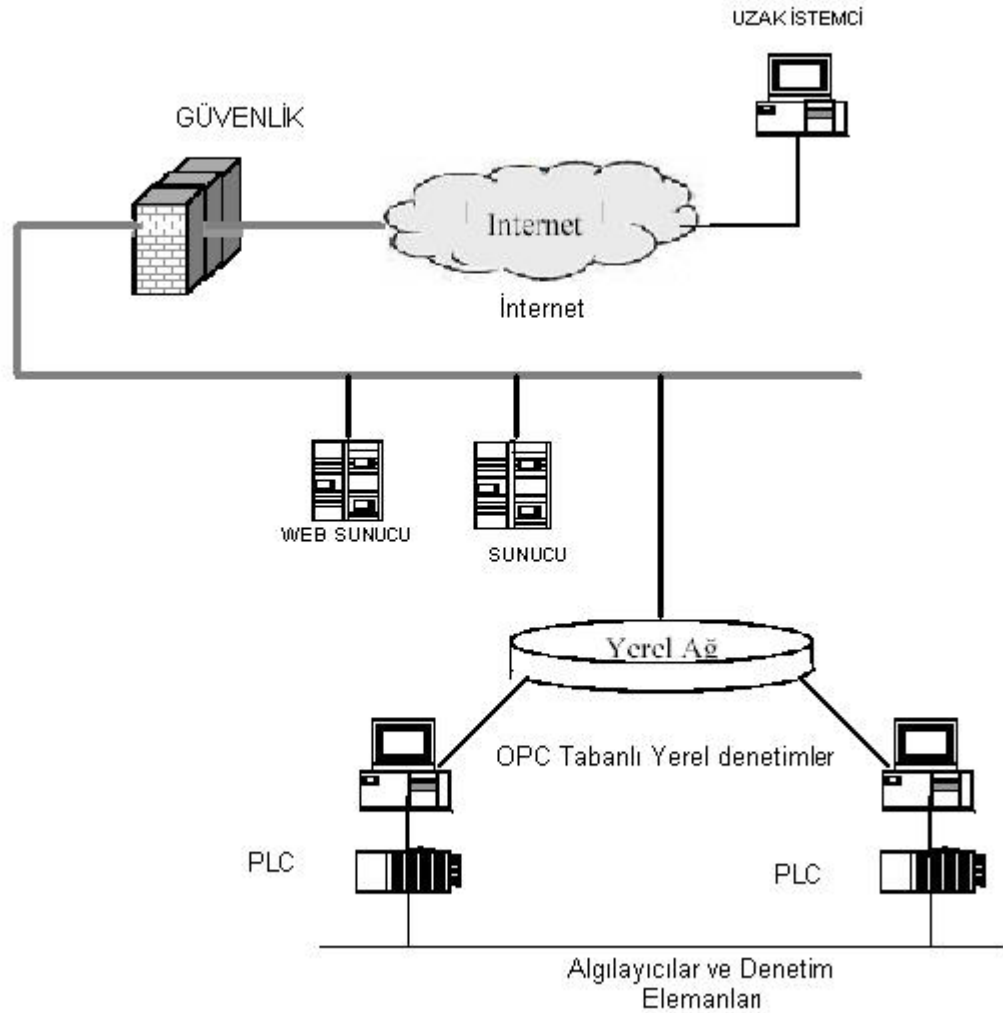 UZAK İSTEMCİ
GÜVENLİK
Internet
İnternet
WEB SUNUCU
SUNUCU
Yerel Ağ
OPC Tabanlı Yerel denetimler
PLC
PLC
Algılayıcılar ve Denetim
Elemanları